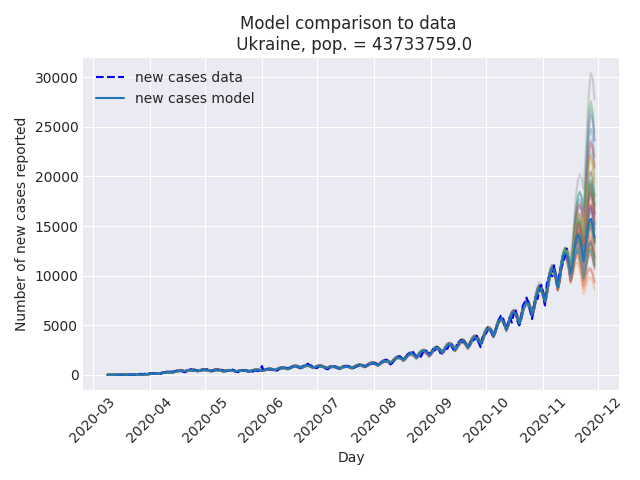 Model comparison to data
Ukraine, pop. = 43733759.0
new cases data
new cases model
Number of new cases reported
30000
25000
20000
15000
10000
5000
0
2020-03
2020-04
2020-05
2020-06
2020-07
2020-08
2020-09
2020-10
2020-11
2020-12
Day